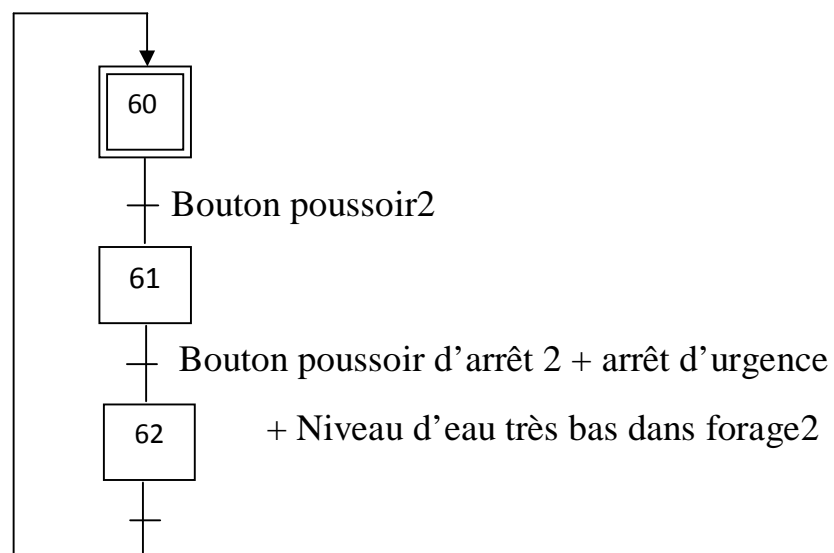 60
Bouton poussoir2
61
Bouton poussoir d’arrêt 2 + arrêt d’urgence
+ Niveau d’eau très bas dans forage2
62